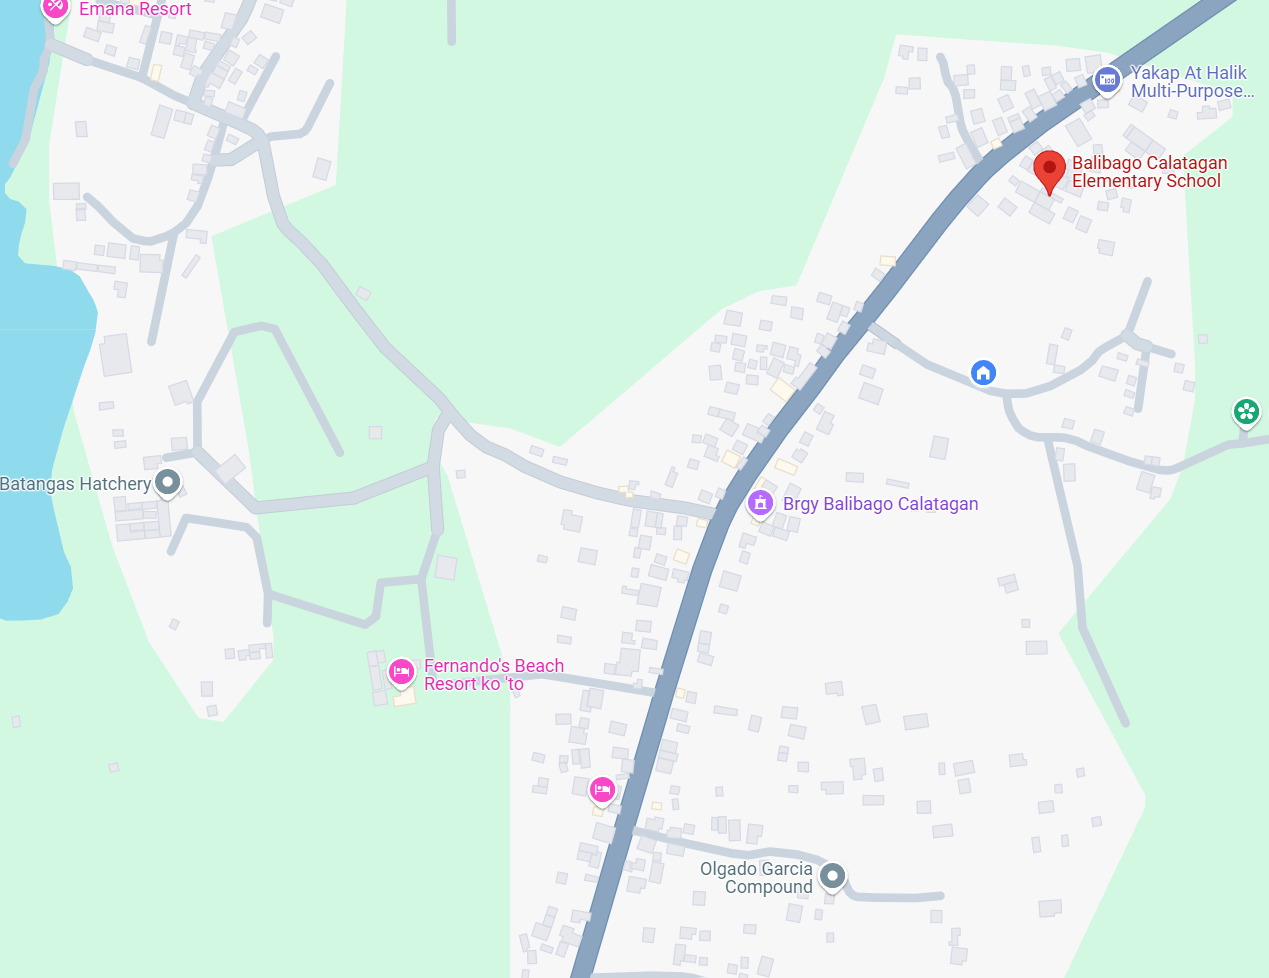 Emana Resort
Yakap At Halik
Multi-Purpose...
Balibago Calatagan
Elementary School
Batangas Hatchery
Brgy Balibago Calatagan
Fernando's Beach
Resort ko 'to
Olgado Garcia
Compound